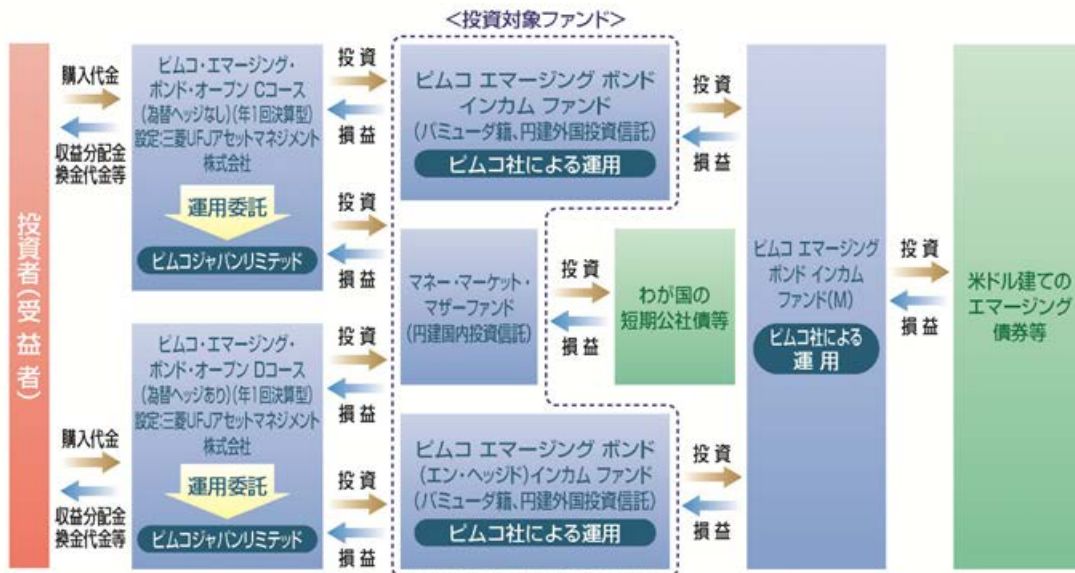 <投資対象ファンド>
投資者(受益者)
購入代金
収益分配金
換金代金等
ピムコ・エマージング・
ボンド・オープン Cコース
(為替ヘッジなし)(年1回決算型)
設定:三菱UFJアセットマネジメント
株式会社
運用委託
ピムコジャパンリミテッド
投資
損益
投資
損益
ピムコ エマージング ボンド
インカム ファンド
(バミューダ籍、円建外国投資信託)
ピムコ社による運用
投資
損益
マネー・マーケット・
マザーファンド
(円建国内投資信託)
投資
損益
わが国の
短期公社債等
購入代金
収益分配金
換金代金等
ピムコ・エマージング・
ボンド・オープン Dコース
(為替ヘッジあり)(年1回決算型)
設定:三菱UFJアセットマネジメント
株式会社
運用委託
ピムコジャパンリミテッド
投資
損益
投資
損益
ピムコ エマージング ボンド
(エン・ヘッジド)インカム ファンド
(バミューダ籍、円建外国投資信託)
ピムコ社による運用
投資
損益
ピムコ エマージング
ボンド インカム
ファンド(M)
ピムコ社による
運用
投資
損益
米ドル建ての
エマージング
債券等